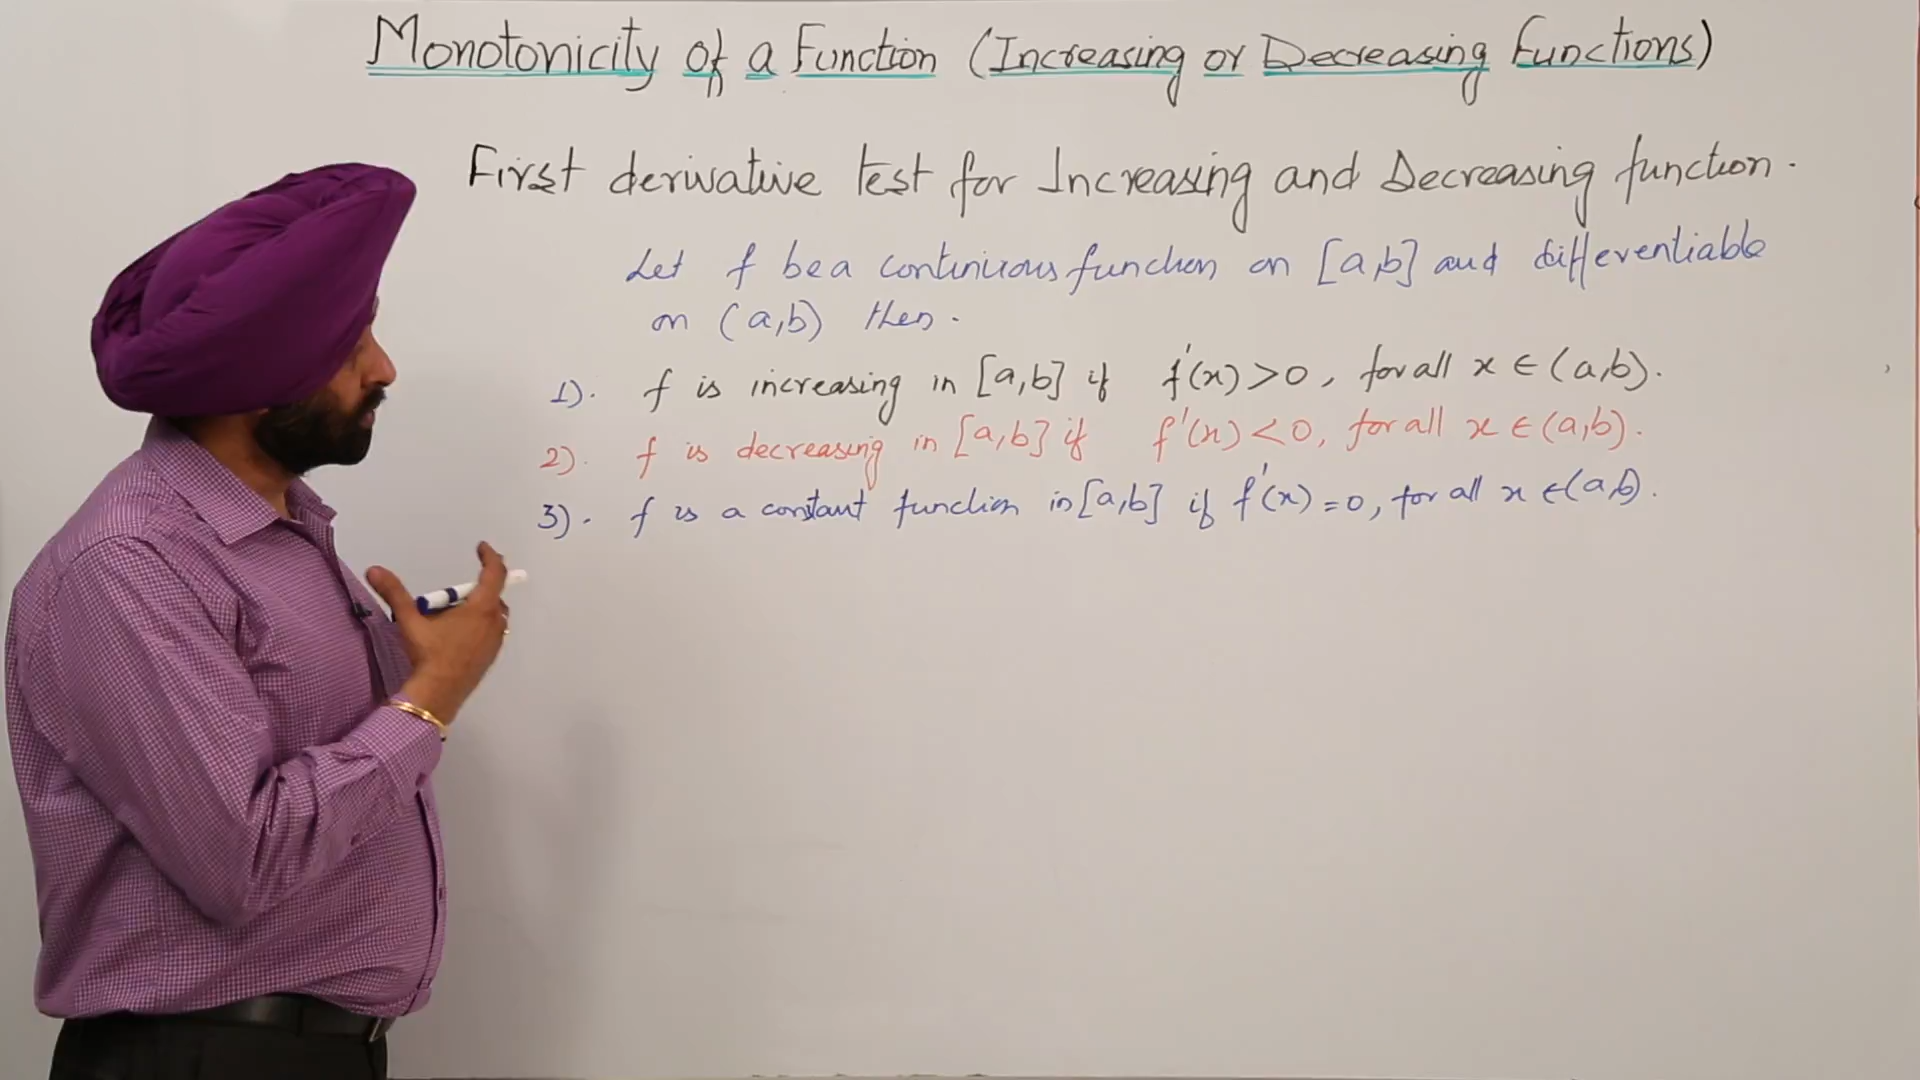 Monotonicity of a Function (Increasing or Decreasing Functions)
First derivative test for Increasing and Decreasing function.
Let f be a continuous function on [a,b] and differentiable
on (a,b) then.
1). f is increasing in [a,b] if f'(x)>0, for all x ∈ (a,b).
2). f is decreasing in [a,b] if f'(x)<0, for all x ∈ (a,b).
3). f is a constant function in [a,b] if f'(x)=0, for all x ∈ (a,b).